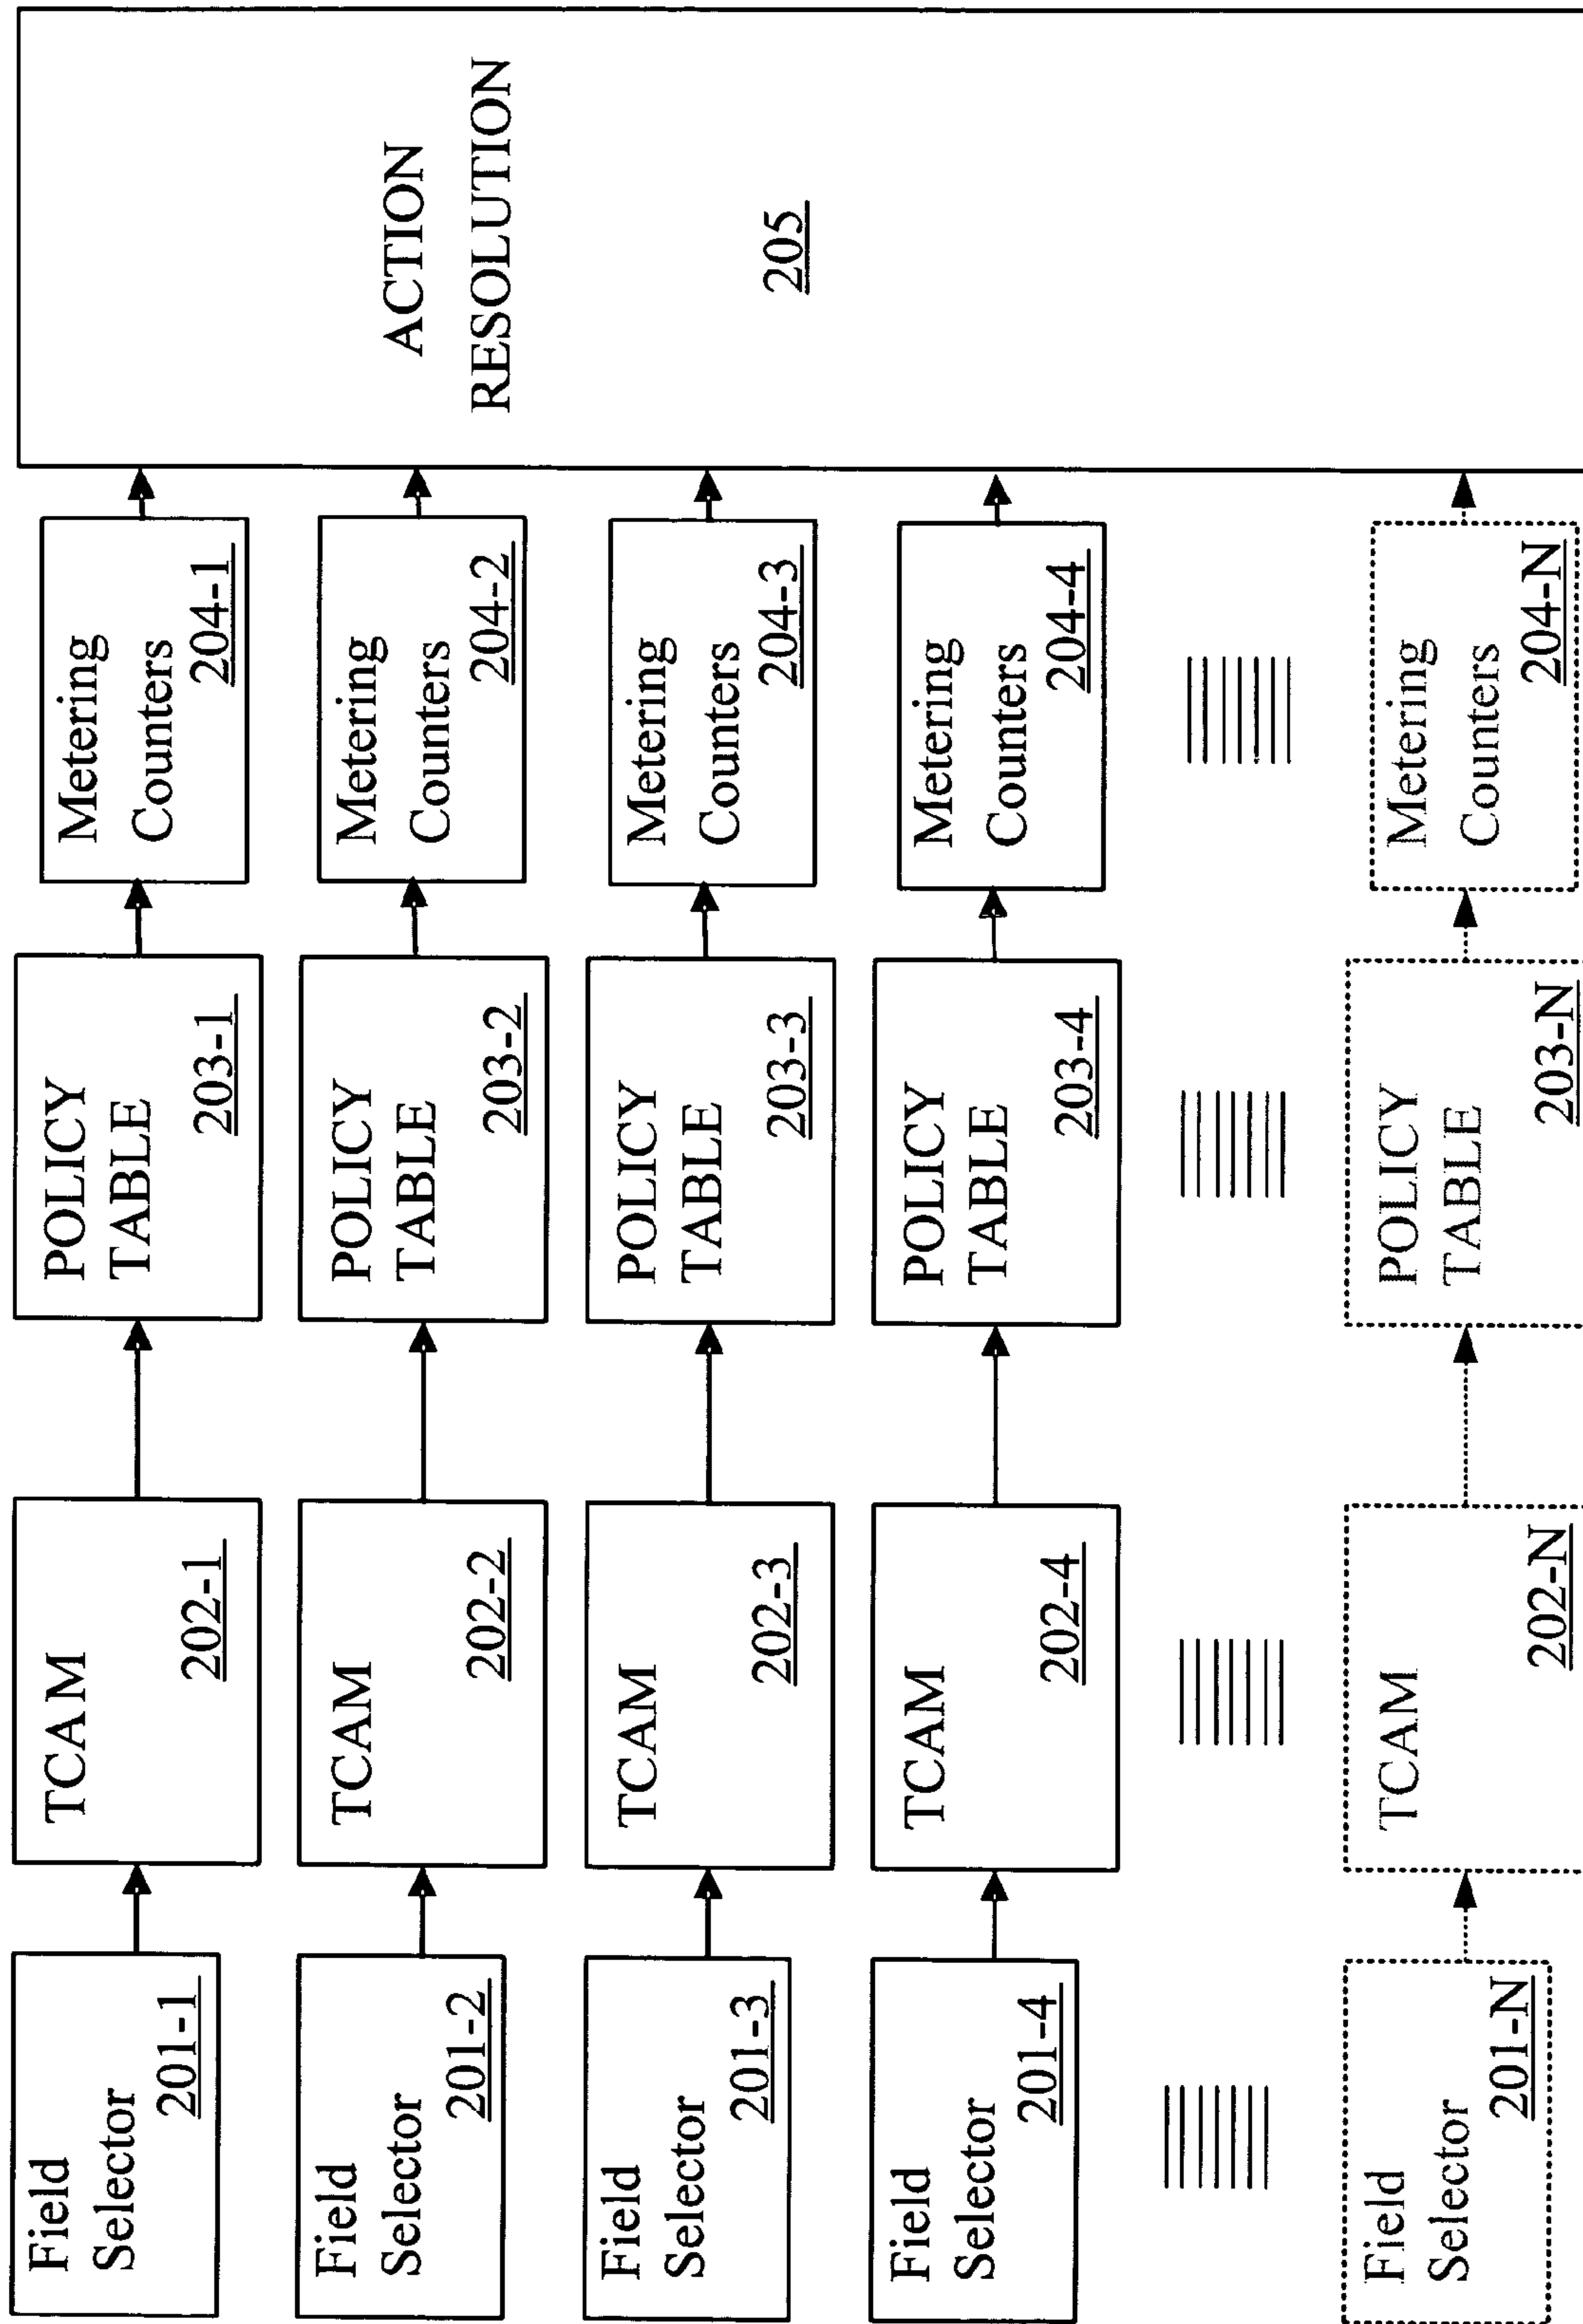 Field
Selector
201-1
TCAM
202-1
POLICY
TABLE
203-1
Metering
Counters
204-1
Field
Selector
201-2
TCAM
202-2
POLICY
TABLE
203-2
Metering
Counters
204-2
Field
Selector
201-3
TCAM
202-3
POLICY
TABLE
203-3
Metering
Counters
204-3
Field
Selector
201-4
TCAM
202-4
POLICY
TABLE
203-4
Metering
Counters
204-4
Field
Selector
201-N
TCAM
202-N
POLICY
TABLE
203-N
Metering
Counters
204-N
ACTION
RESOLUTION
205